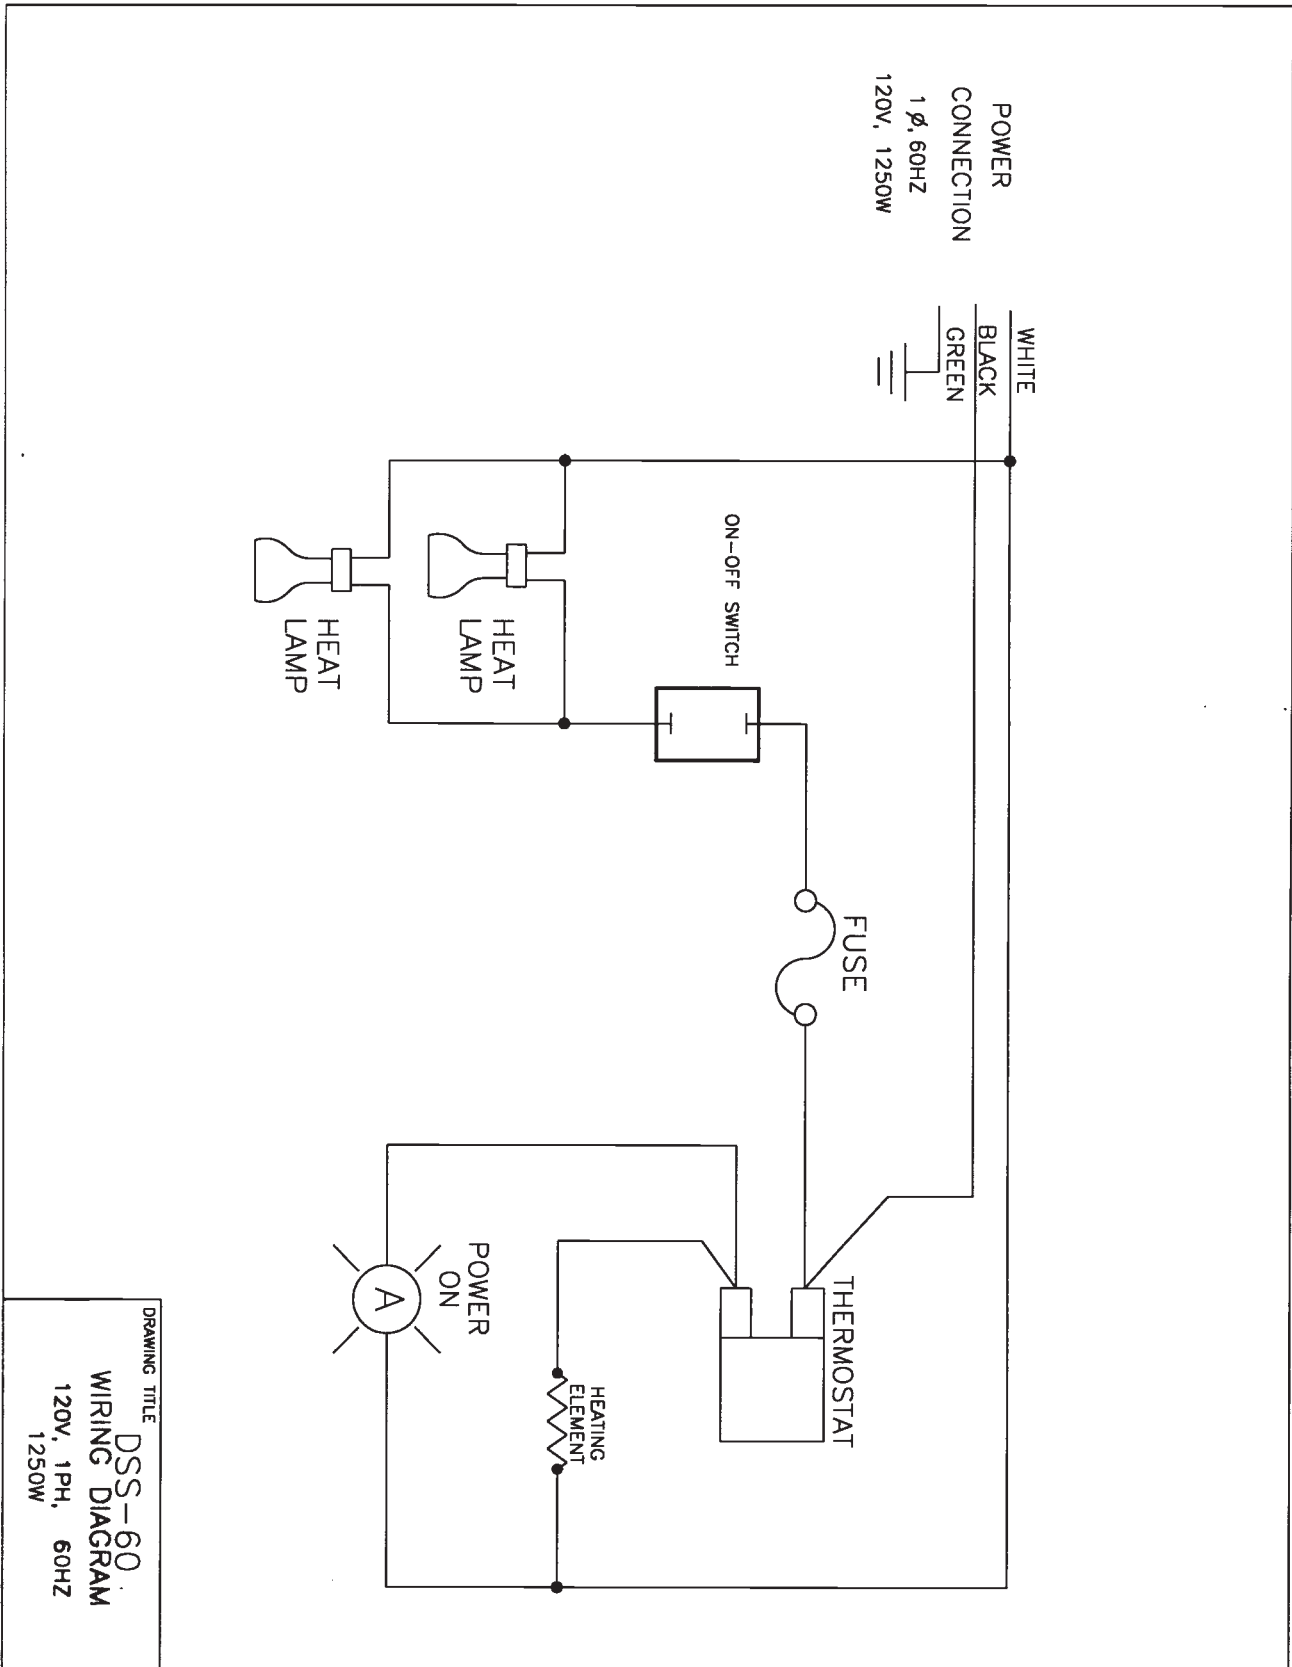 POWER
CONNECTION
1 Ø, 60HZ
120V, 1250W
WHITE
BLACK
GREEN
ON-OFF SWITCH
HEAT
LAMP
HEAT
LAMP
FUSE
THERMOSTAT
POWER
ON
A
HEATING
ELEMENT
DRAWING TITLE
DSS-60
WIRING DIAGRAM
120V, 1PH, 60HZ
1250W